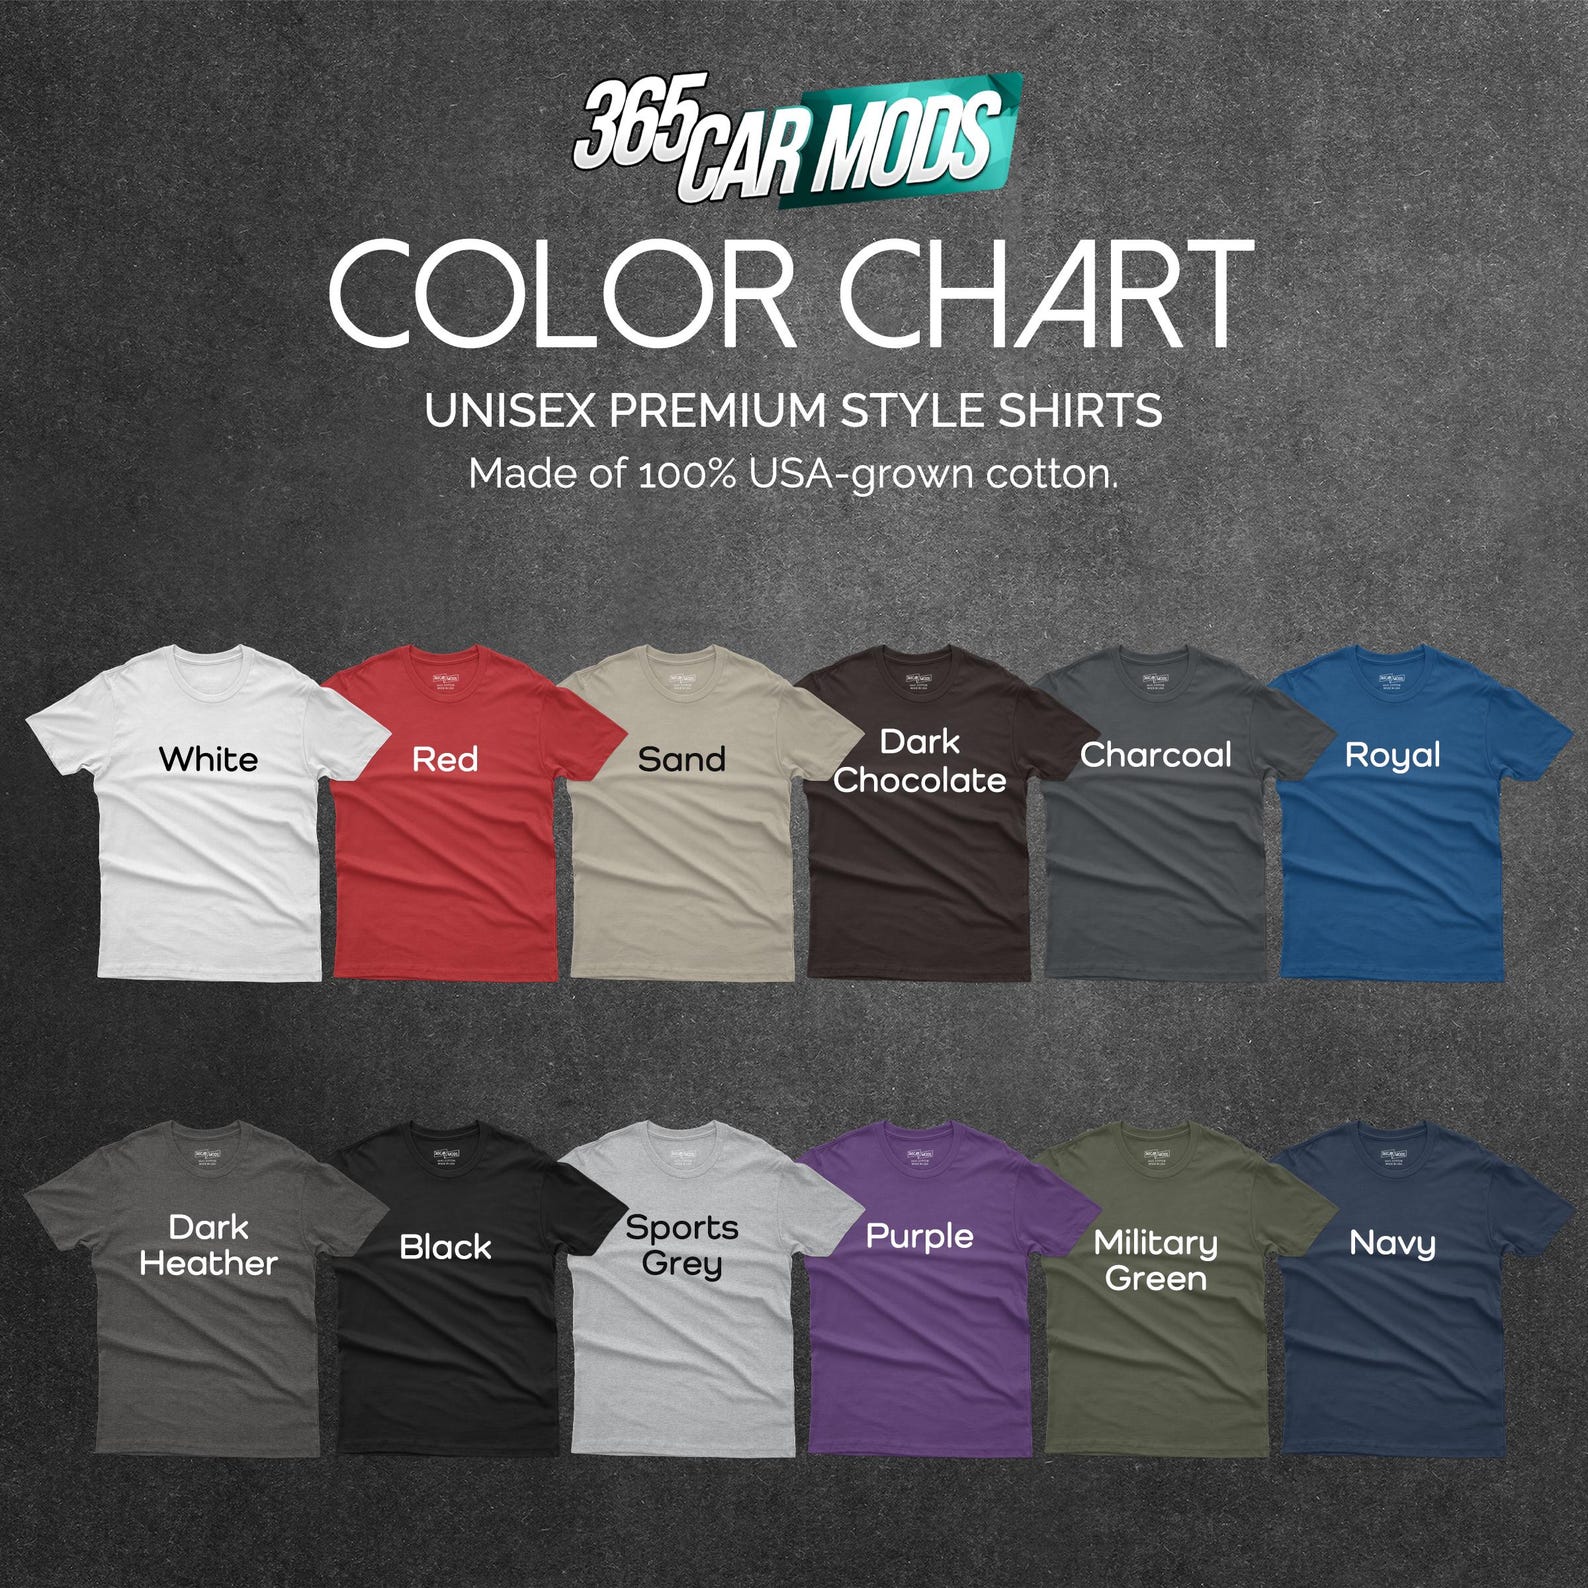 365 CAR MODS
COLOR CHART
UNISEX PREMIUM STYLE SHIRTS
Made of 100% USA-grown cotton.
White
Red
Sand
Dark
Chocolate
Charcoal
Royal
Dark
Heather
Black
Sports
Grey
Purple
Military
Green
Navy